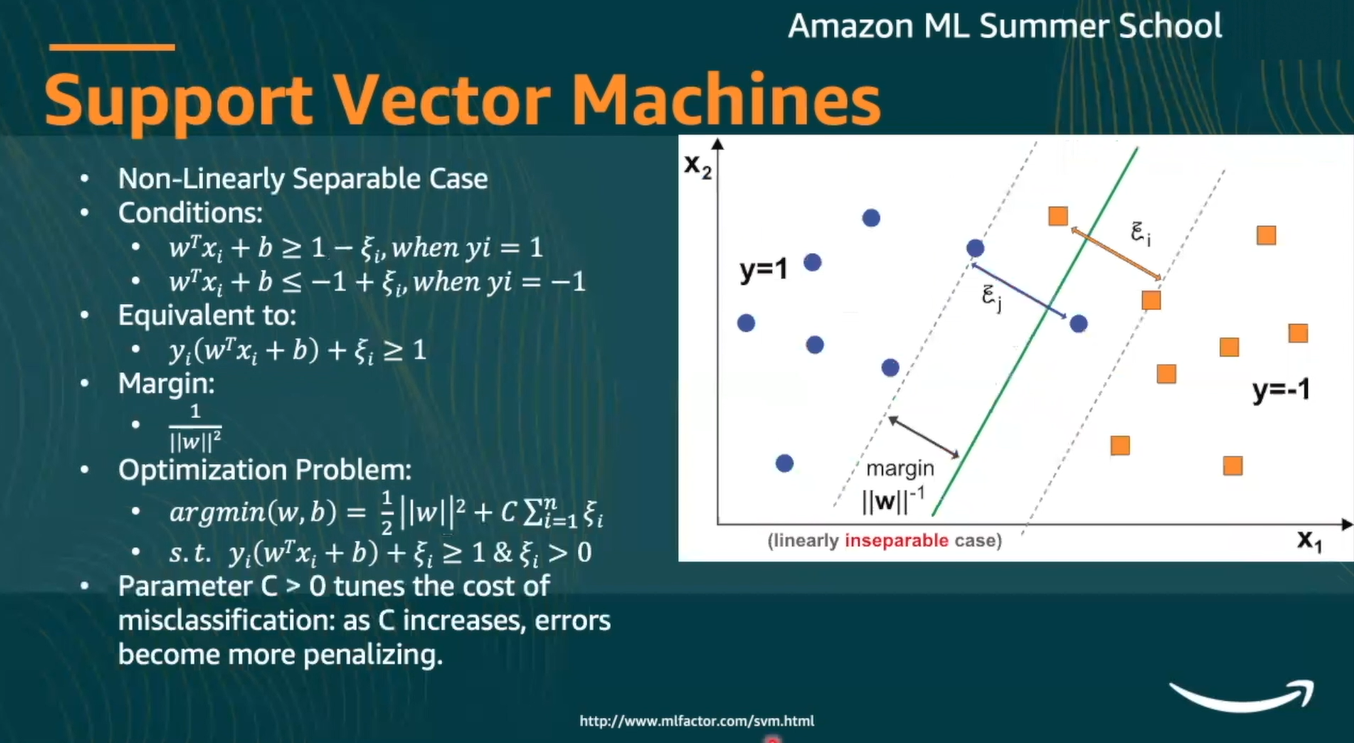 Amazon ML Summer School
Support Vector Machines
• Non-Linearly Separable Case
• Conditions:
• wᵀxᵢ + b ≥ 1 − ξᵢ, when yi = 1
• wᵀxᵢ + b ≤ −1 + ξᵢ, when yi = −1
• Equivalent to:
• yᵢ(wᵀxᵢ + b) + ξᵢ ≥ 1
• Margin:
• 1/||w||²
• Optimization Problem:
• argmin(w, b) = ½||w||² + C ∑ⁿᵢ₌₁ ξᵢ
• s.t. yᵢ(wᵀxᵢ + b) + ξᵢ ≥ 1 & ξᵢ > 0
• Parameter C > 0 tunes the cost of
misclassification: as C increases, errors
become more penalizing.
x₂
y=1
ξᵢ
ξⱼ
y=-1
margin
||w||⁻¹
(linearly inseparable case)
x₁
http://www.mlfactor.com/svm.html